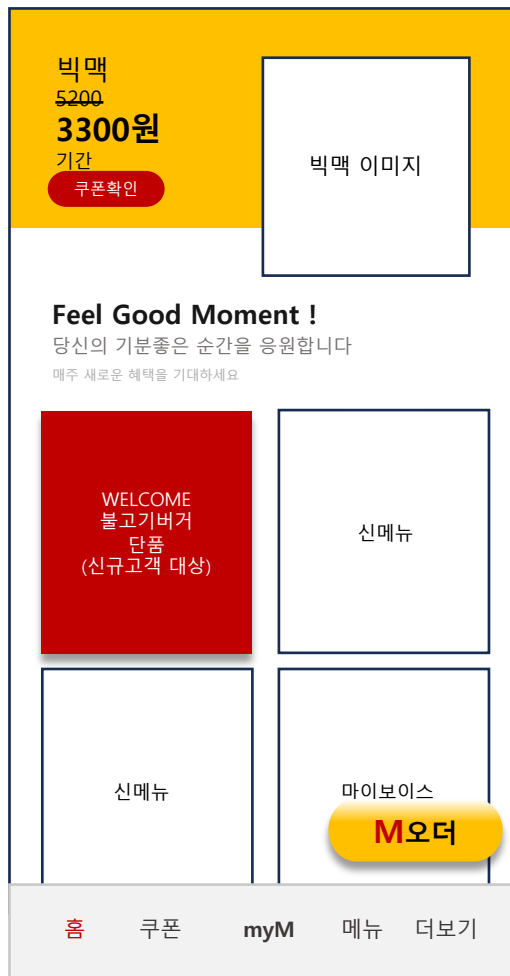 빅맥
5200
3300원
기간
쿠폰확인
빅맥 이미지
Feel Good Moment !
당신의 기분좋은 순간을 응원합니다
매주 새로운 혜택을 기대하세요
WELCOME
불고기버거
단품
(신규고객 대상)
신메뉴
신메뉴
마이보이스
M오더
홈 쿠폰 myM 메뉴 더보기